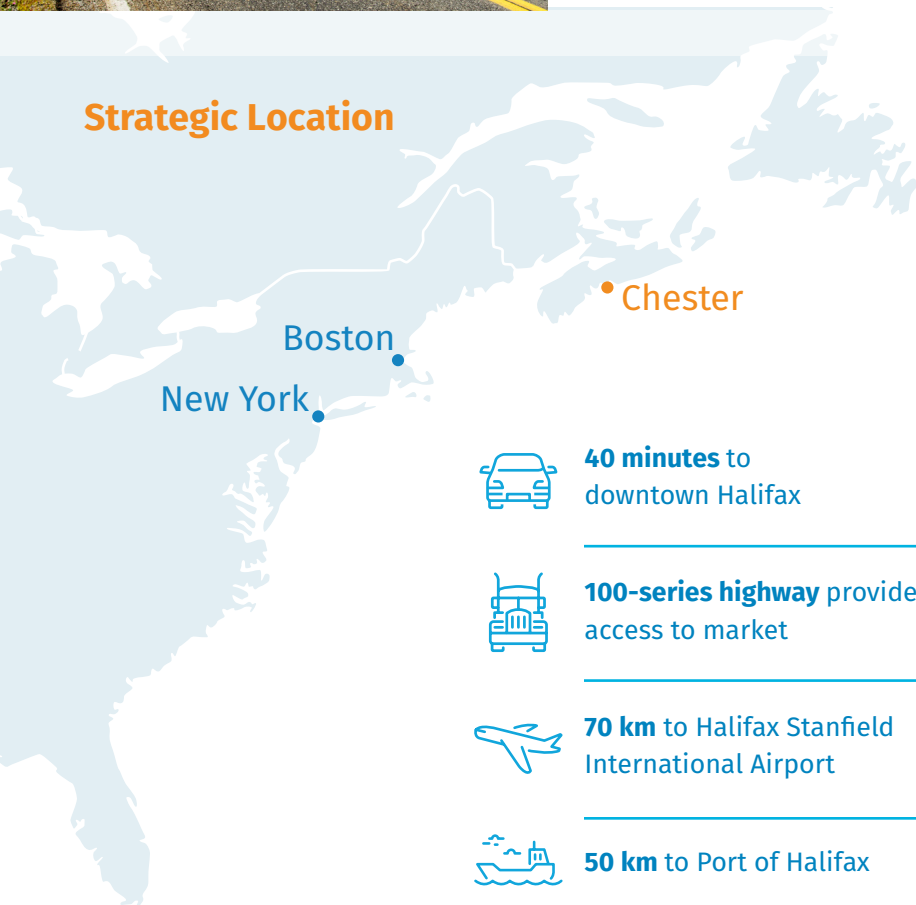 Strategic Location
Chester
Boston
New York
40 minutes to
downtown Halifax
100-series highway provide
access to market
70 km to Halifax Stanfield
International Airport
50 km to Port of Halifax